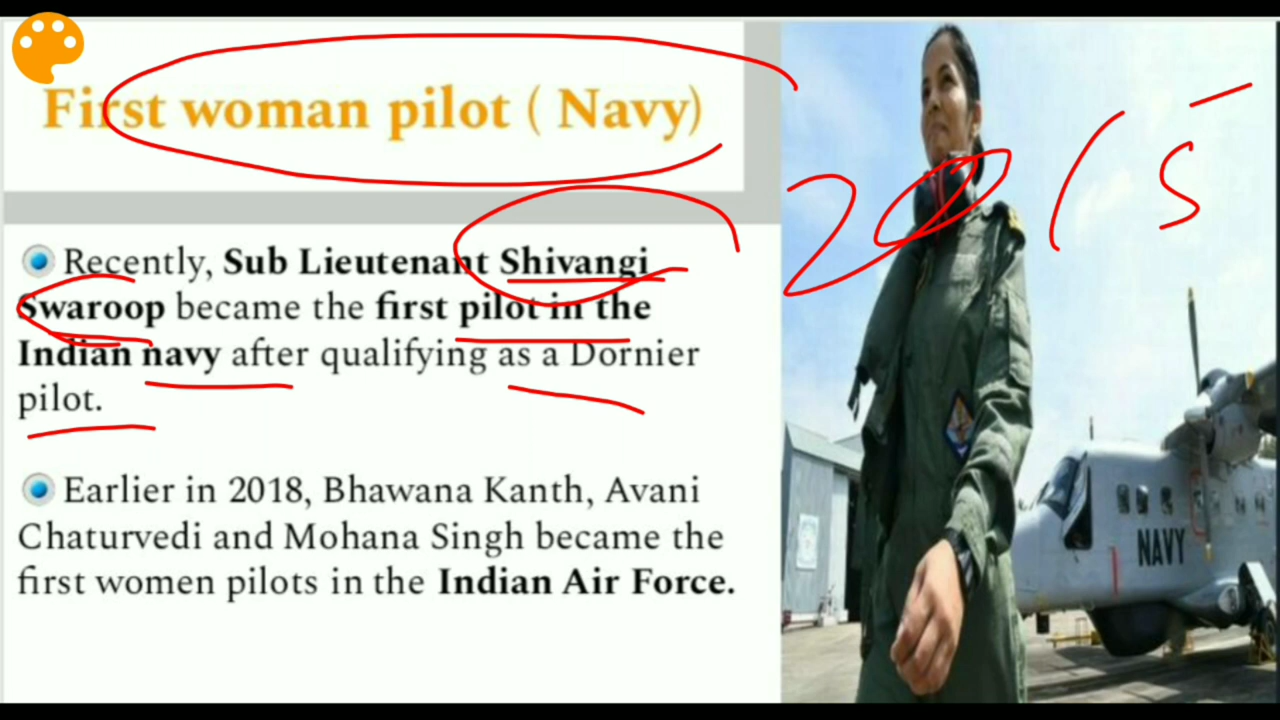 First woman pilot ( Navy)
Recently, Sub Lieutenant Shivangi
Swaroop became the first pilot in the
Indian navy after qualifying as a Dornier
pilot.
Earlier in 2018, Bhawana Kanth, Avani
Chaturvedi and Mohana Singh became the
first women pilots in the Indian Air Force.
2015
NAVY